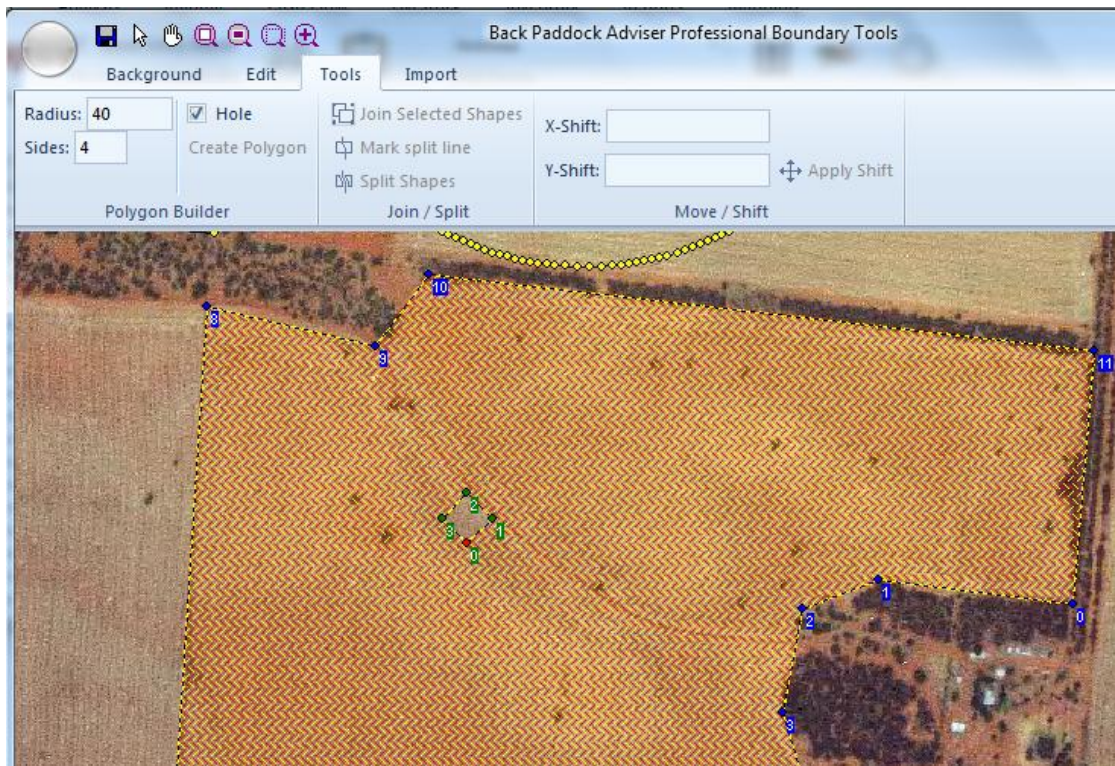 Back Paddock Adviser Professional Boundary Tools
Background Edit Tools Import
Radius: 40
Hole
Sides: 4
Create Polygon
Polygon Builder
Join Selected Shapes
Mark split line
Split Shapes
Join / Split
X-Shift:
Y-Shift:
Apply Shift
Move / Shift
10
8
9
11
2
3
1
0
1
2
0
3